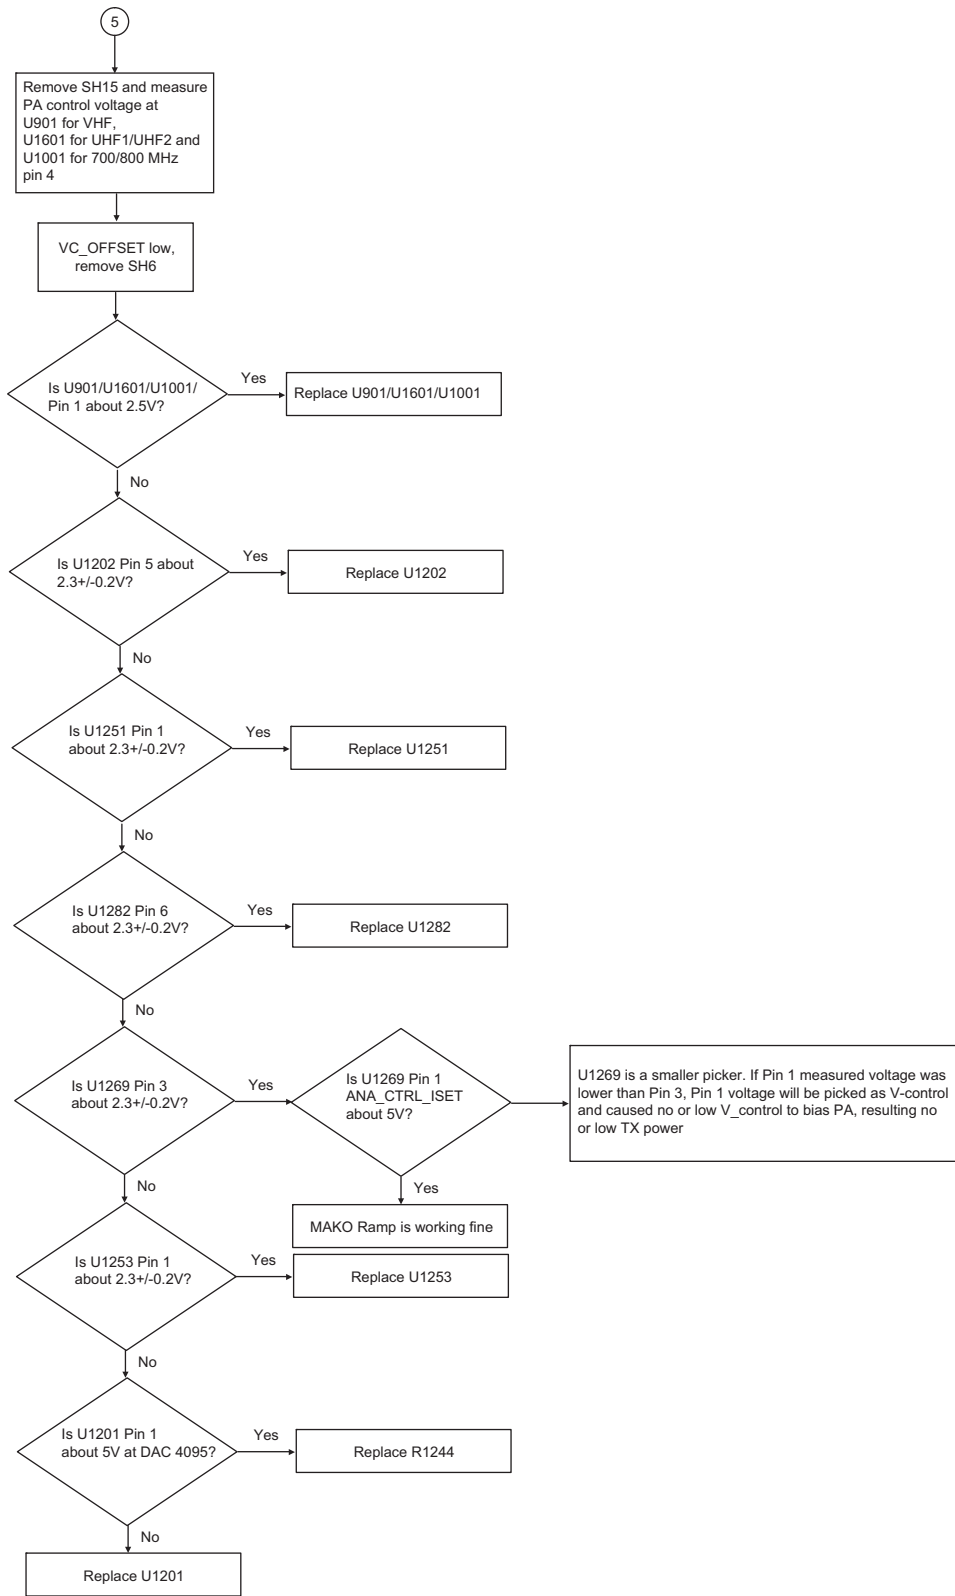 5
Remove SH15 and measure
PA control voltage at
U901 for VHF,
U1601 for UHF1/UHF2 and
U1001 for 700/800 MHz
pin 4
VC_OFFSET low,
remove SH6
Is U901/U1601/U1001/
Pin 1 about 2.5V?
Yes
Replace U901/U1601/U1001
No
Is U1202 Pin 5 about
2.3+/-0.2V?
Yes
Replace U1202
No
Is U1251 Pin 1
about 2.3+/-0.2V?
Yes
Replace U1251
No
Is U1282 Pin 6
about 2.3+/-0.2V?
Yes
Replace U1282
No
Is U1269 Pin 3
about 2.3+/-0.2V?
Yes
Is U1269 Pin 1
ANA_CTRL_ISET
about 5V?
U1269 is a smaller picker. If Pin 1 measured voltage was
lower than Pin 3, Pin 1 voltage will be picked as V-control
and caused no or low V_control to bias PA, resulting no
or low TX power
Yes
MAKO Ramp is working fine
No
Is U1253 Pin 1
about 2.3+/-0.2V?
Yes
Replace U1253
No
Is U1201 Pin 1
about 5V at DAC 4095?
Yes
Replace R1244
No
Replace U1201